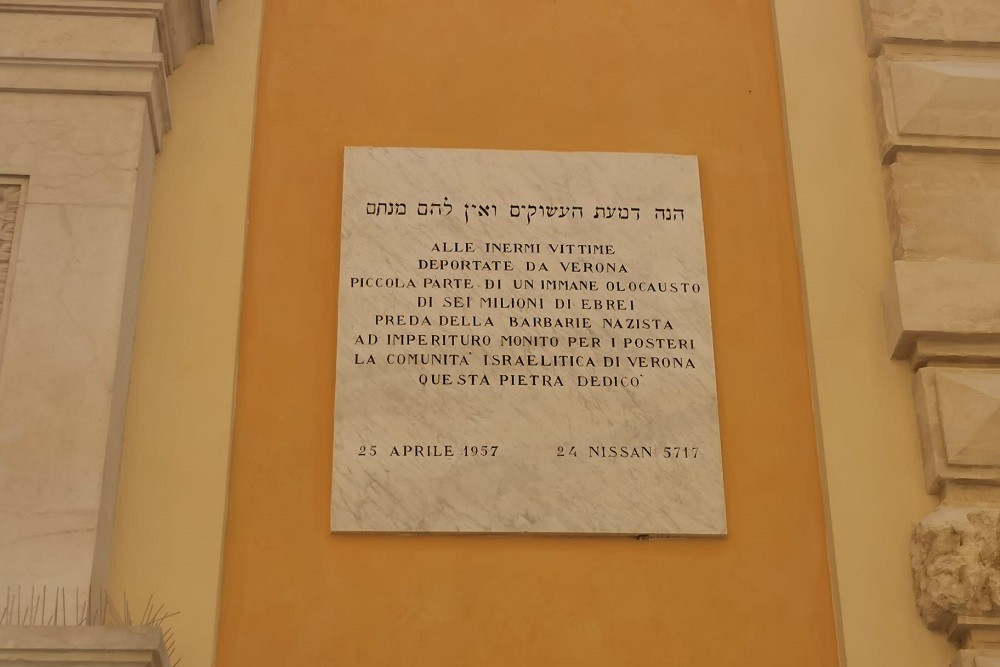 הנה דמעת העשוקים ואין להם מנחם
ALLE INERMI VITTIME
DEPORTATE DA VERONA
PICCOLA PARTE DI UN IMMANE OLOCAUSTO
DI SEI MILIONI DI EBREI
PREDA DELLA BARBARIE NAZISTA
AD IMPERITURO MONITO PER I POSTERI
LA COMUNITA' ISRAELITICA DI VERONA
QUESTA PIETRA DEDICO'
25 APRILE 1957 24 NISSAN 5717